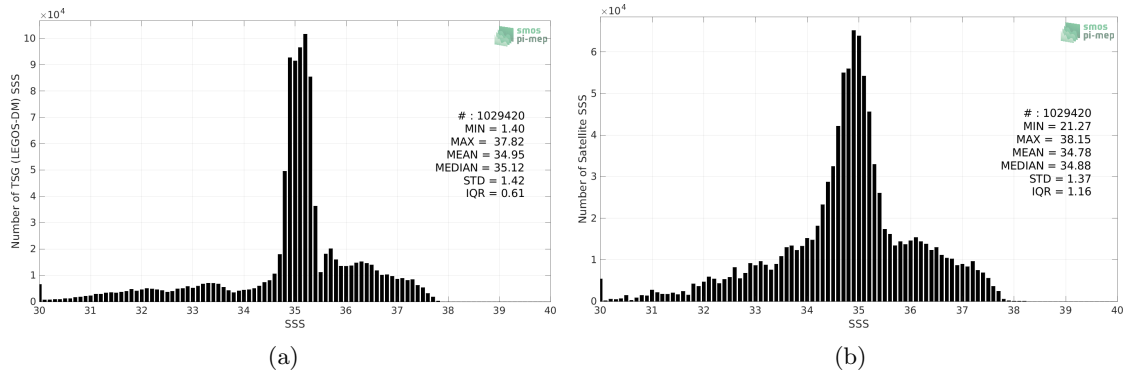 ×10⁴
10
9
8
7
6
5
4
3
2
1
0
Number of TSG (LEGOS-DM) SSS
30 31 32 33 34 35 36 37 38 39 40
SSS
smos
pi-mep
# : 1029420
MIN = 1.40
MAX = 37.82
MEAN = 34.95
MEDIAN = 35.12
STD = 1.42
IQR = 0.61
(a)
×10⁴
6
5
4
3
2
1
0
Number of Satellite SSS
30 31 32 33 34 35 36 37 38 39 40
SSS
smos
pi-mep
# : 1029420
MIN = 21.27
MAX = 38.15
MEAN = 34.78
MEDIAN = 34.88
STD = 1.37
IQR = 1.16
(b)